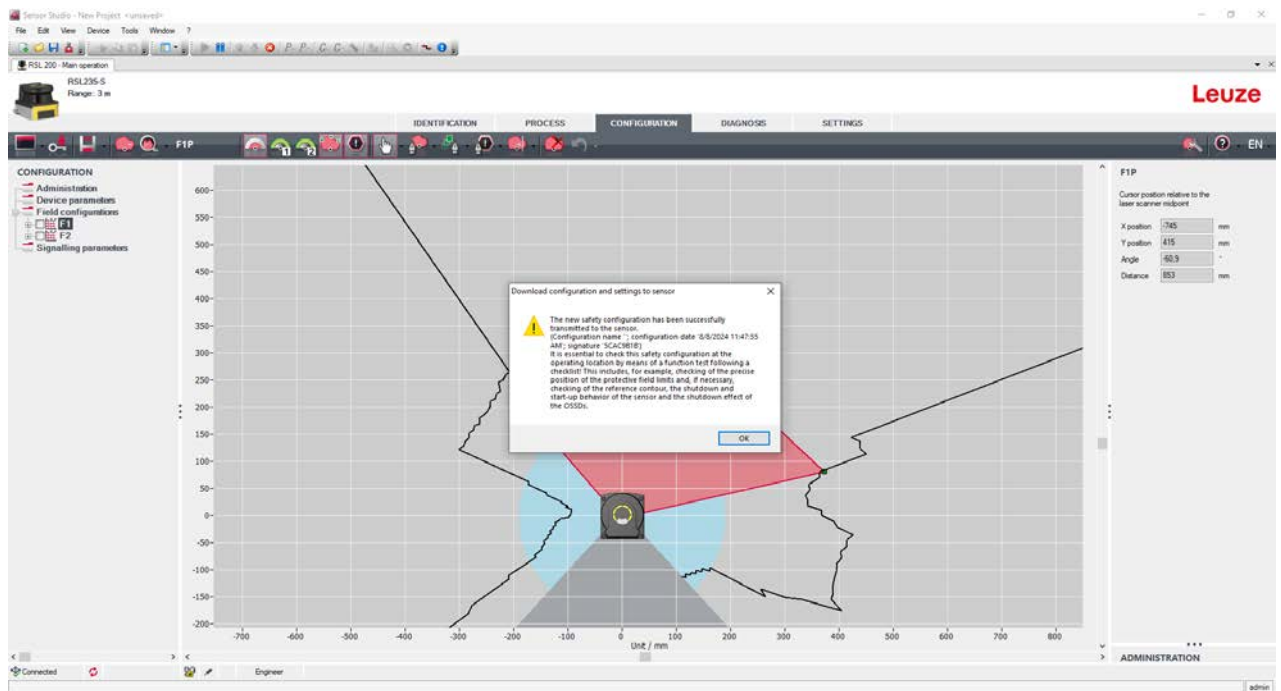 Sensor Studio - New Project <unsaved>
File Edit View Device Tools Window ?
RSL 200 - Main operation
RSL235-S
Range: 3 m
Leuze
IDENTIFICATION PROCESS CONFIGURATION DIAGNOSIS SETTINGS
F1P
EN
CONFIGURATION
Administration
Device parameters
Field configurations
F1
F2
Signalling parameters
600
550
500
450
400
350
300
250
200
150
100
50
0
-50
-100
-150
-200
-700 -600 -500 -400 -300 -200 -100 0 100 200 300 400 500 600 700 800
Unit / mm
Download configuration and settings to sensor
The new safety configuration has been successfully
transmitted to the sensor.
(Configuration name ''; configuration date '8/8/2024 11:47:55
AM'; signature '5CAC9B1B')
It is essential to check this safety configuration at the
operating location by means of a function test following a
checklist! This includes, for example, checking of the precise
position of the protective field limits and, if necessary,
checking of the reference contour, the shutdown and
start-up behavior of the sensor and the shutdown effect of
the OSSDs.
OK
F1P
Cursor position relative to the
laser scanner midpoint
X position -745 mm
Y position 415 mm
Angle -60.9 °
Distance 853 mm
ADMINISTRATION
Connected
Engineer
admin